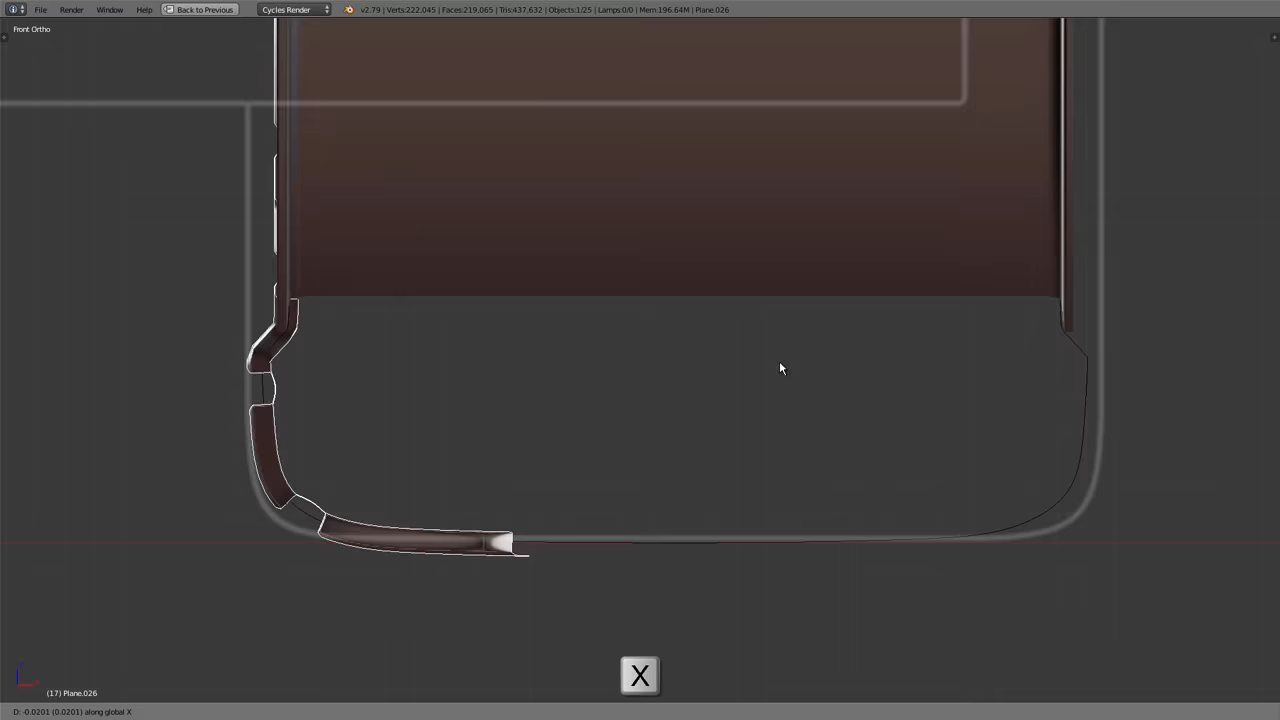 File Render Window Help Back to Previous Cycles Render v2.79 | Verts:222,045 | Faces:219,065 | Tris:437,632 | Objects:1/25 | Lamps:0/0 | Mem:196.64M | Plane.026
Front Ortho
X
(17) Plane.026
D: -0.0201 (0.0201) along global X